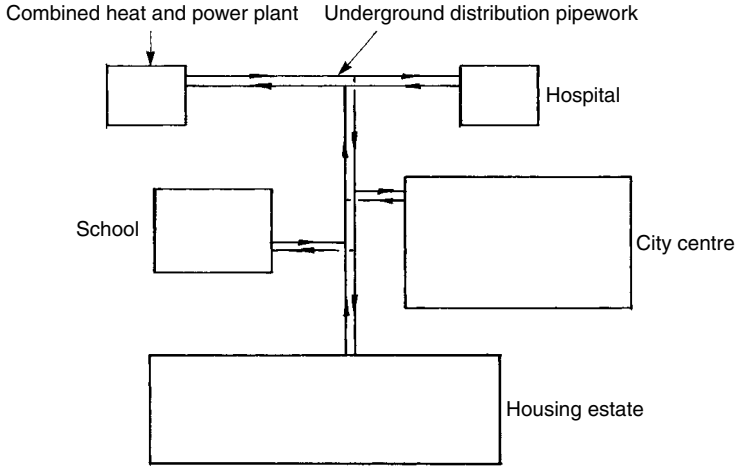 Combined heat and power plant
Underground distribution pipework
Hospital
School
City centre
Housing estate